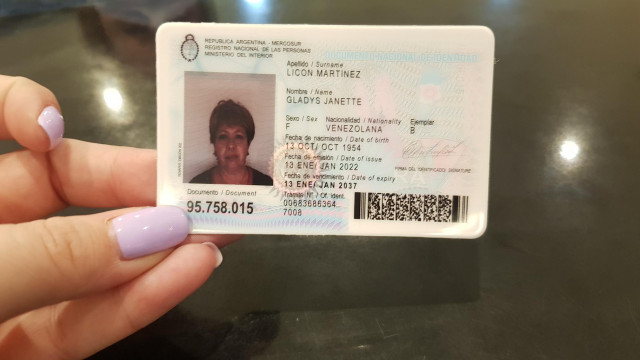 REPUBLICA ARGENTINA - MERCOSUR
REGISTRO NACIONAL DE LAS PERSONAS
MINISTERIO DEL INTERIOR
Apellido / Surname
LICON MARTINEZ
Nombre / Name
GLADYS JANETTE
Sexo / Sex Nacionalidad / Nationality Ejemplar
F VENEZOLANA B
Fecha de nacimiento / Date of birth
13 OCT/ OCT 1954
Fecha de emisión / Date of issue
13 ENE/ JAN 2022
FIRMA DEL IDENTIFICADO / SIGNATURE
Fecha de vencimiento / Date of expiry
13 ENE/ JAN 2037
Documento / Document
95.758.015
Trámite Nº / Of. Ident.
00683686364
7008